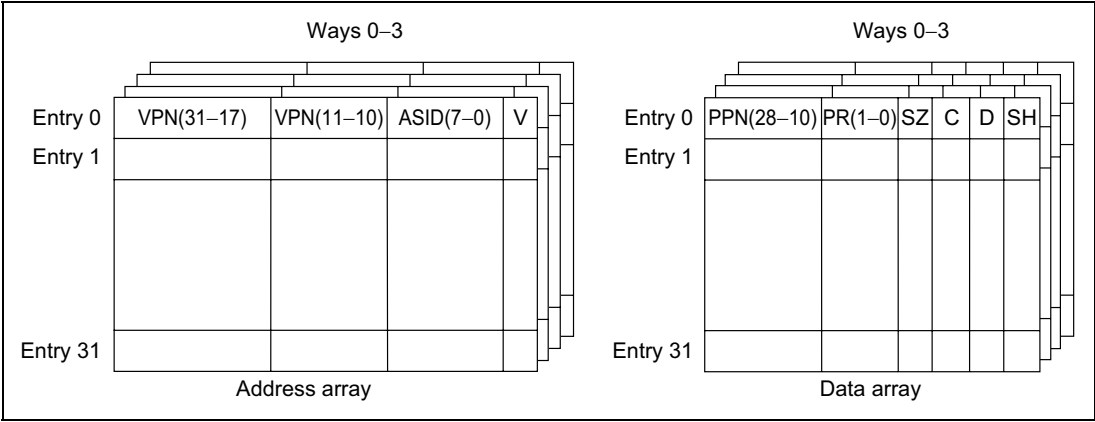 Ways 0–3
Entry 0 VPN(31–17) VPN(11–10) ASID(7–0) V
Entry 1
Entry 31
Address array
Ways 0–3
Entry 0 PPN(28–10) PR(1–0) SZ C D SH
Entry 1
Entry 31
Data array